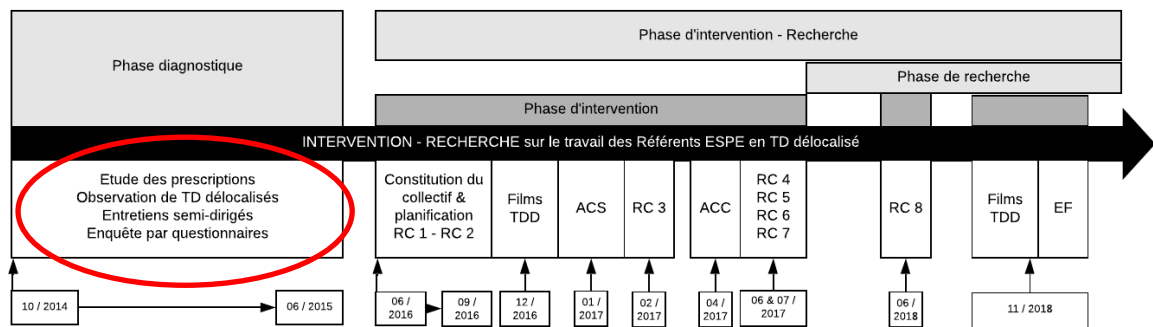 Phase diagnostique
Phase d'intervention - Recherche
Phase de recherche
Phase d'intervention
INTERVENTION - RECHERCHE sur le travail des Référents ESPE en TD délocalisé
Etude des prescriptions
Observation de TD délocalisés
Entretiens semi-dirigés
Enquête par questionnaires
Constitution du
collectif &
planification
RC 1 - RC 2
Films
TDD
ACS
RC 3
ACC
RC 4
RC 5
RC 6
RC 7
RC 8
Films
TDD
EF
10 / 2014
06 / 2015
06 /
2016
09 /
2016
12 /
2016
01 /
2017
02 /
2017
04 /
2017
06 & 07 /
2017
06 /
2018
11 / 2018